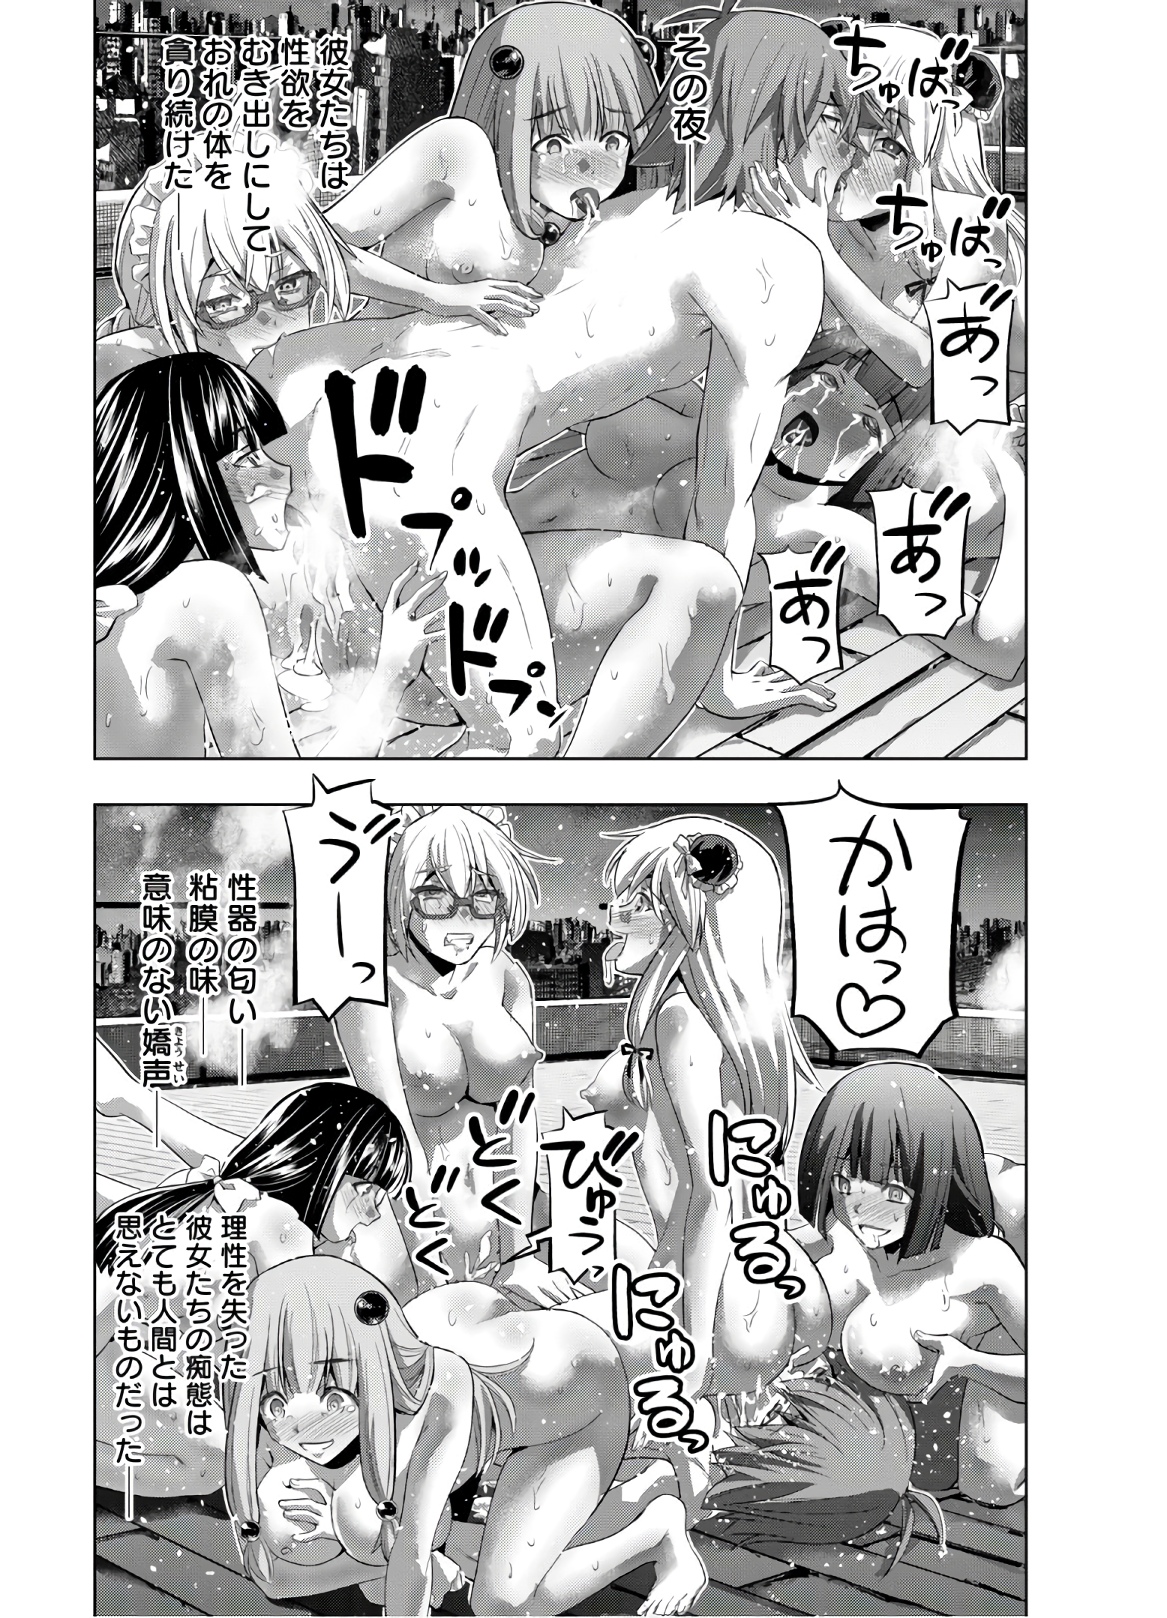 その夜―
彼女たちは
性欲を
むき出しにして
おれの体を
貪り続けた―
ちゅばっ
ちゅばっ
あ゛っ
あ゛っ
あ゛っ
ドプッ
ドプッ
かはっ♡
う゛ーっ
性器の匂い―
粘膜の味―
意味のない嬌声―
きょうせい
どくどく
びゅうっ
にゅるっ
にゅるっ
理性を失った
彼女たちの痴態は
とても人間とは
思えないものだった―